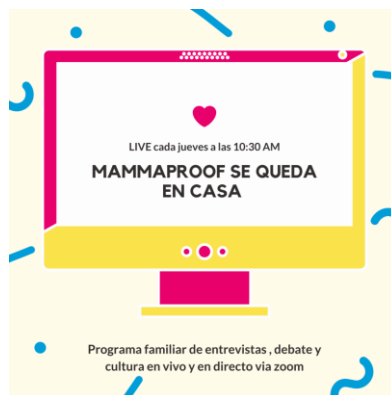 LIVE cada jueves a las 10:30 AM
MAMMAPROOF SE QUEDA
EN CASA
Programa familiar de entrevistas , debate y
cultura en vivo y en directo via zoom